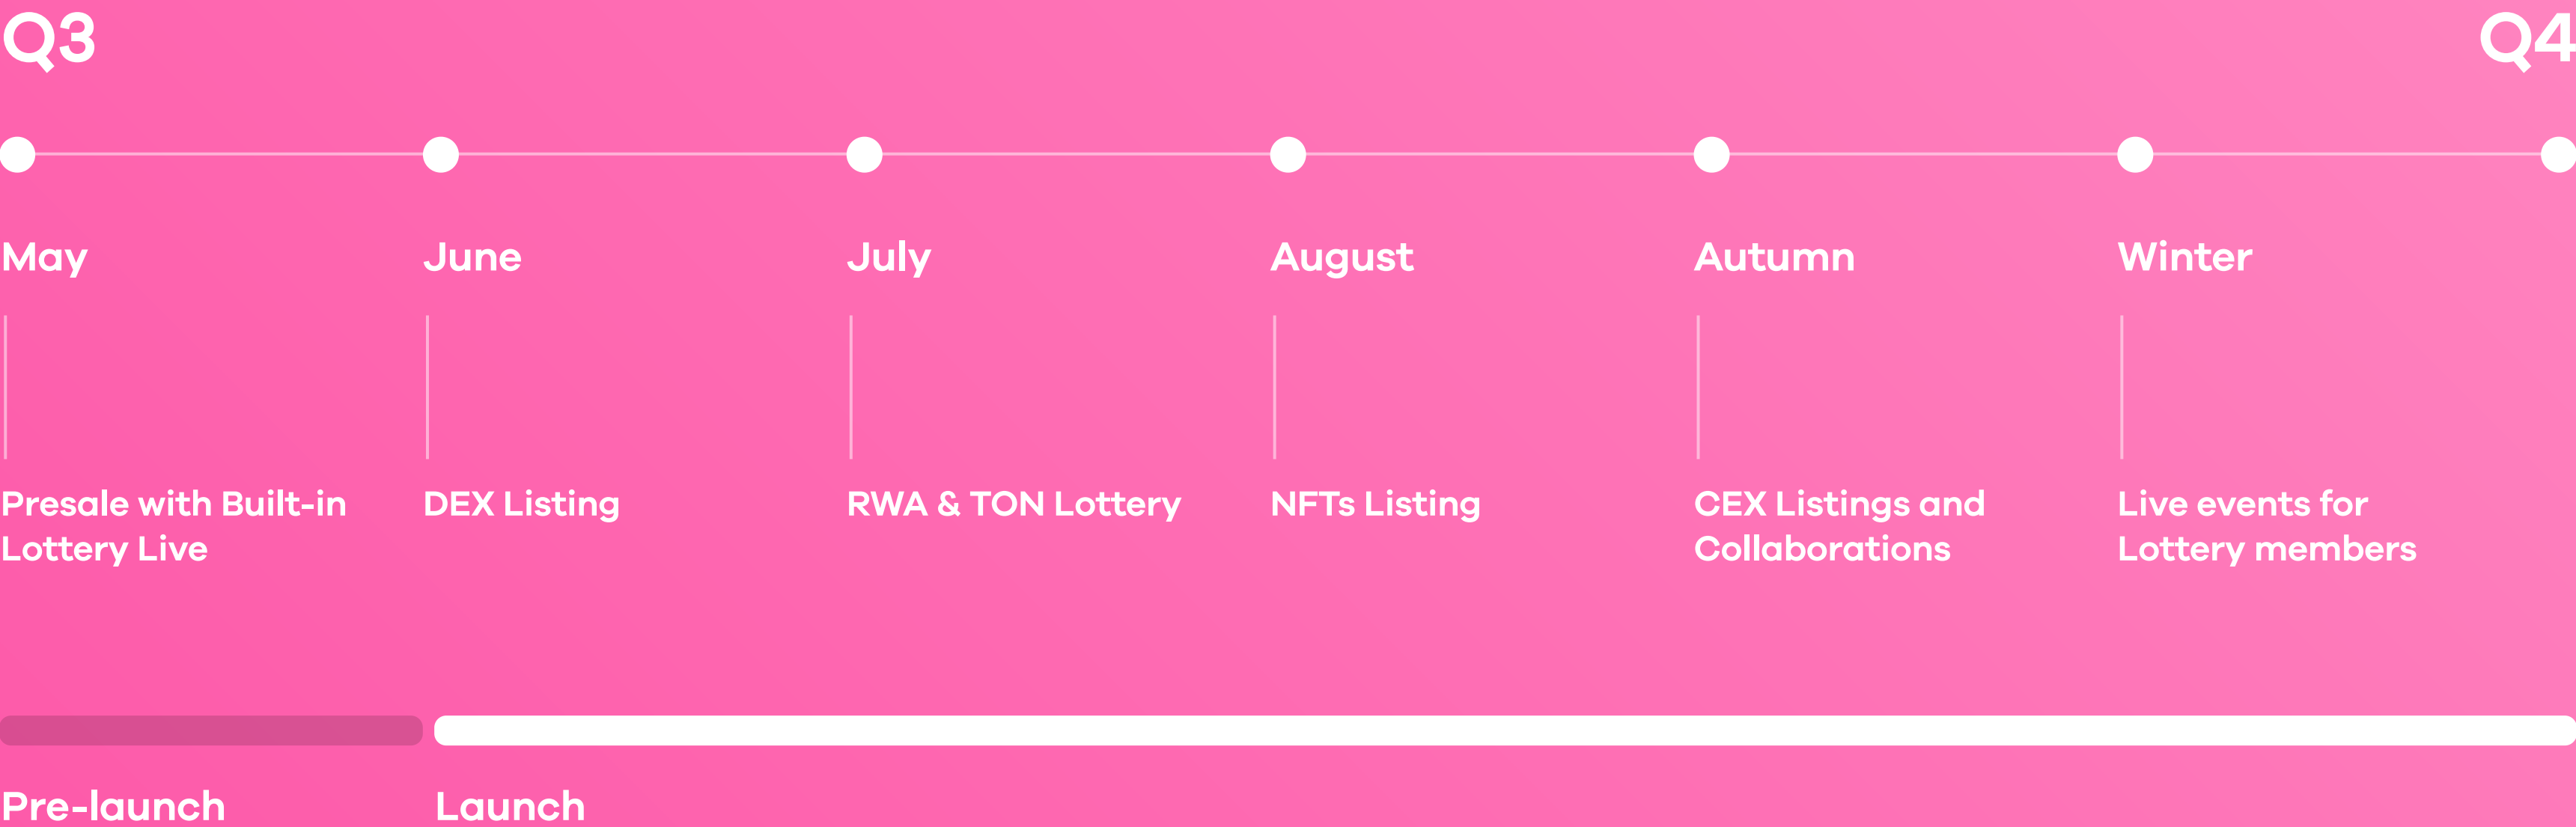 Q3
Q4
May
June
July
August
Autumn
Winter
Presale with Built-in
Lottery Live
DEX Listing
RWA & TON Lottery
NFTs Listing
CEX Listings and
Collaborations
Live events for
Lottery members
Pre-launch
Launch